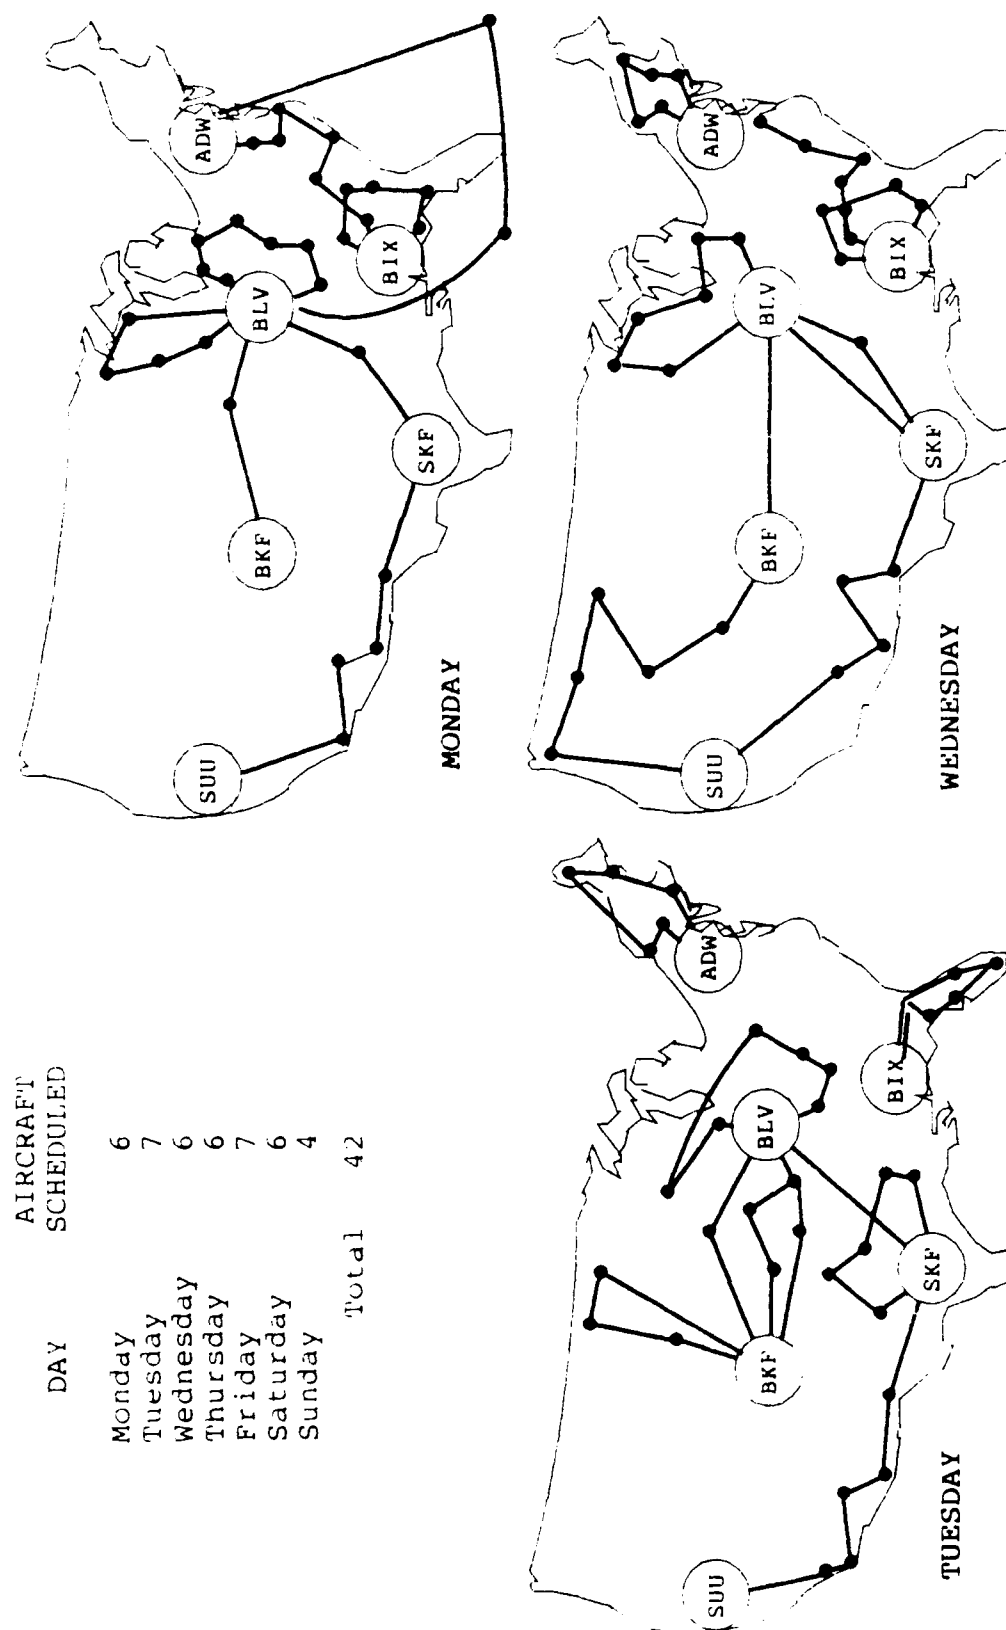 DAY AIRCRAFT
SCHEDULED
Monday 6
Tuesday 7
Wednesday 6
Thursday 6
Friday 7
Saturday 6
Sunday 4
Total 42
SUU
BKF
SKF
BLV
BIX
ADW
MONDAY
SUU
BKF
SKF
BLV
BIX
ADW
TUESDAY
SUU
BKF
SKF
BLV
BIX
ADW
WEDNESDAY